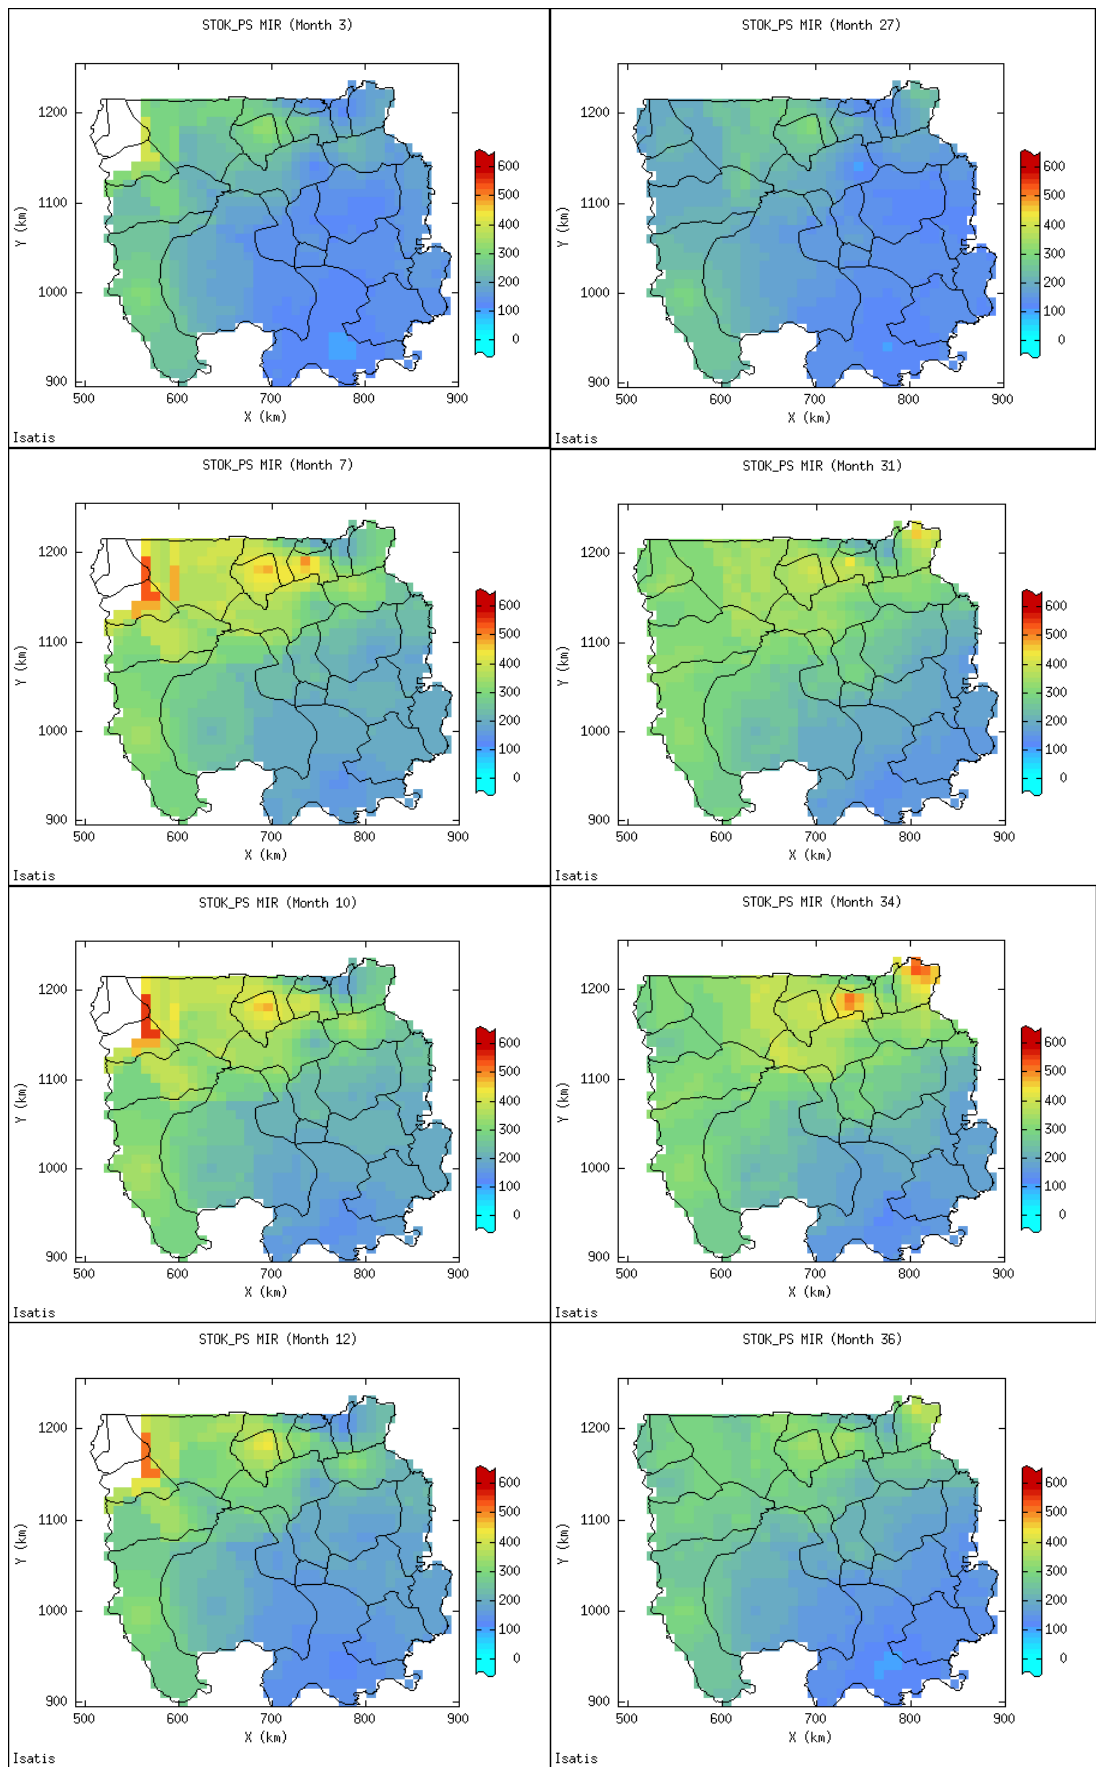 STOK_PS MIR (Month 3)
1200
1100
1000
900
Y (km)
500 600 700 800 900
X (km)
600
500
400
300
200
100
0
Isatis
STOK_PS MIR (Month 27)
1200
1100
1000
900
Y (km)
500 600 700 800 900
X (km)
600
500
400
300
200
100
0
Isatis
STOK_PS MIR (Month 7)
1200
1100
1000
900
Y (km)
500 600 700 800 900
X (km)
600
500
400
300
200
100
0
Isatis
STOK_PS MIR (Month 31)
1200
1100
1000
900
Y (km)
500 600 700 800 900
X (km)
600
500
400
300
200
100
0
Isatis
STOK_PS MIR (Month 10)
1200
1100
1000
900
Y (km)
500 600 700 800 900
X (km)
600
500
400
300
200
100
0
Isatis
STOK_PS MIR (Month 34)
1200
1100
1000
900
Y (km)
500 600 700 800 900
X (km)
600
500
400
300
200
100
0
Isatis
STOK_PS MIR (Month 12)
1200
1100
1000
900
Y (km)
500 600 700 800 900
X (km)
600
500
400
300
200
100
0
Isatis
STOK_PS MIR (Month 36)
1200
1100
1000
900
Y (km)
500 600 700 800 900
X (km)
600
500
400
300
200
100
0
Isatis